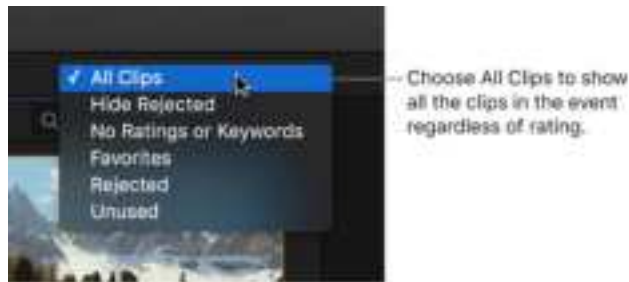 All Clips
Hide Rejected
No Ratings or Keywords
Favorites
Rejected
Unused
Choose All Clips to show
all the clips in the event
regardless of rating.